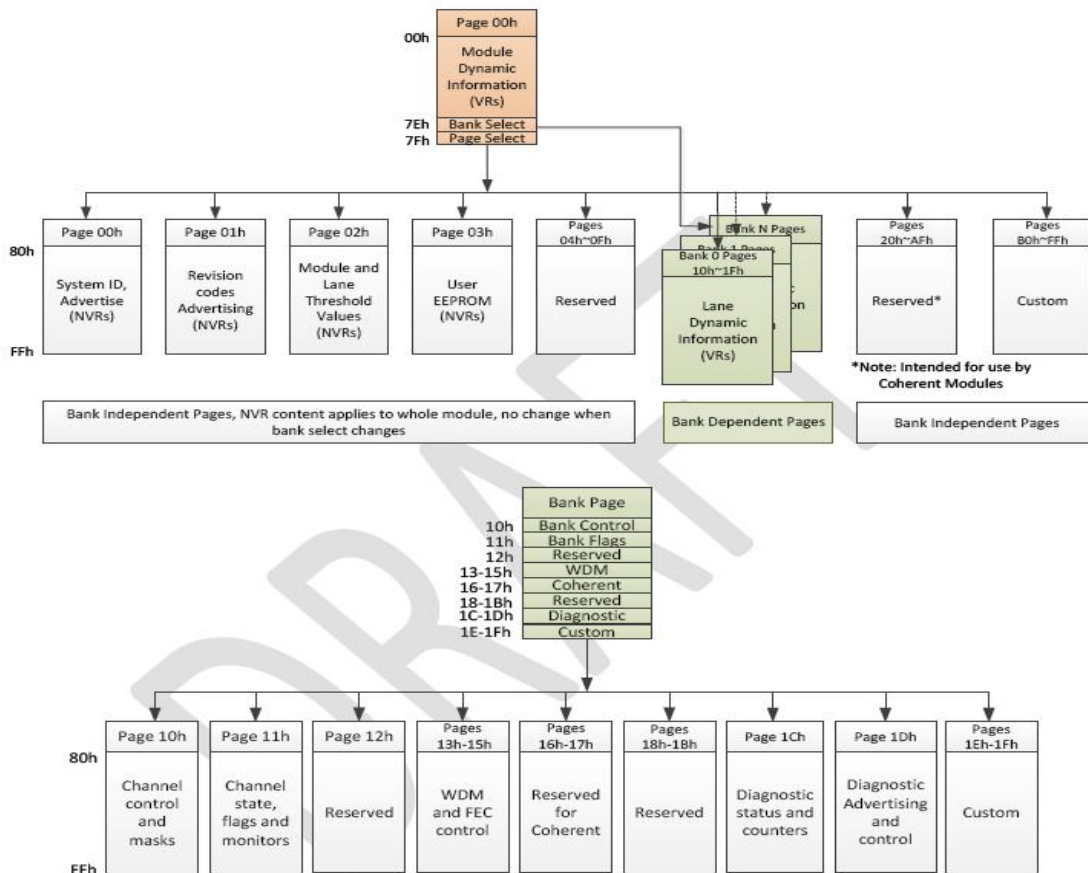 Page 00h
00h
Module
Dynamic
Information
(VRs)
7Eh
Bank Select
7Fh
Page Select
80h
FFh
Page 00h
System ID,
Advertise
(NVRs)
Page 01h
Revision
codes
Advertising
(NVRs)
Page 02h
Module and
Lane
Threshold
Values
(NVRs)
Page 03h
User
EEPROM
(NVRs)
Pages
04h~0Fh
Reserved
Bank N Pages
Bank 1 Pages
Bank 0 Pages
10h~1Fh
Lane
Dynamic
Information
(VRs)
Pages
20h~AFh
Reserved*
Pages
B0h~FFh
Custom
*Note: Intended for use by
Coherent Modules
Bank Independent Pages, NVR content applies to whole module, no change when
bank select changes
Bank Dependent Pages
Bank Independent Pages
DRAFT
Bank Page
10h Bank Control
11h Bank Flags
12h Reserved
13-15h WDM
16-17h Coherent
18-1Bh Reserved
1C-1Dh Diagnostic
1E-1Fh Custom
80h
FFh
Page 10h
Channel
control
and
masks
Page 11h
Channel
state,
flags and
monitors
Page 12h
Reserved
Pages
13h-15h
WDM
and FEC
control
Pages
16h-17h
Reserved
for
Coherent
Pages
18h-1Bh
Reserved
Page 1Ch
Diagnostic
status and
counters
Page 1Dh
Diagnostic
Advertising
and
control
Pages
1Eh-1Fh
Custom